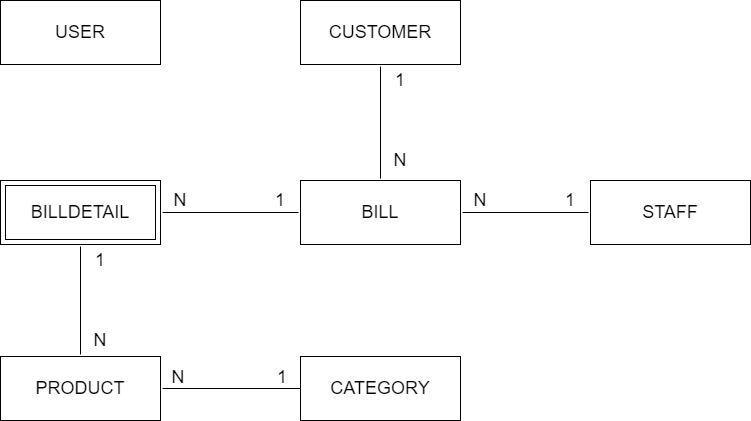 USER
CUSTOMER
1
N
BILLDETAIL
N
1
BILL
N
1
STAFF
1
N
PRODUCT
N
1
CATEGORY